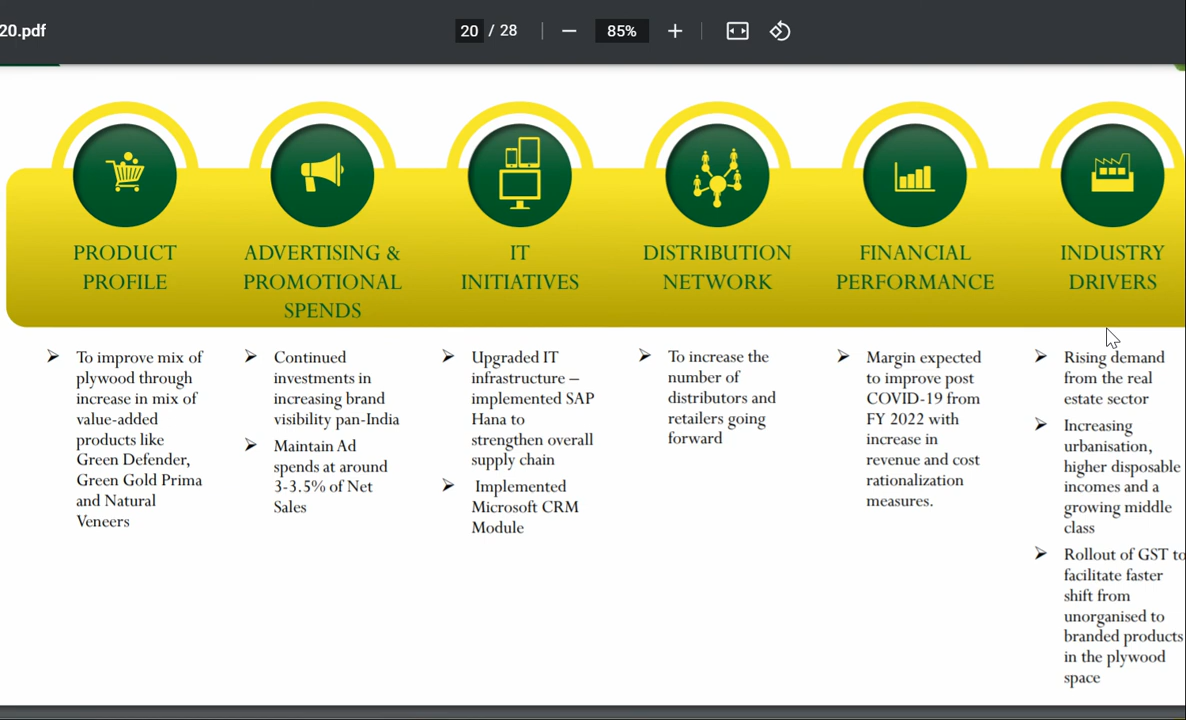 20.pdf
20 / 28
85%
PRODUCT
PROFILE
➢ To improve mix of
plywood through
increase in mix of
value-added
products like
Green Defender,
Green Gold Prima
and Natural
Veneers
ADVERTISING &
PROMOTIONAL
SPENDS
➢ Continued
investments in
increasing brand
visibility pan-India
➢ Maintain Ad
spends at around
3-3.5% of Net
Sales
IT
INITIATIVES
➢ Upgraded IT
infrastructure –
implemented SAP
Hana to
strengthen overall
supply chain
➢ Implemented
Microsoft CRM
Module
DISTRIBUTION
NETWORK
➢ To increase the
number of
distributors and
retailers going
forward
FINANCIAL
PERFORMANCE
➢ Margin expected
to improve post
COVID-19 from
FY 2022 with
increase in
revenue and cost
rationalization
measures.
INDUSTRY
DRIVERS
➢ Rising demand
from the real
estate sector
➢ Increasing
urbanisation,
higher disposable
incomes and a
growing middle
class
➢ Rollout of GST to
facilitate faster
shift from
unorganised to
branded products
in the plywood
space